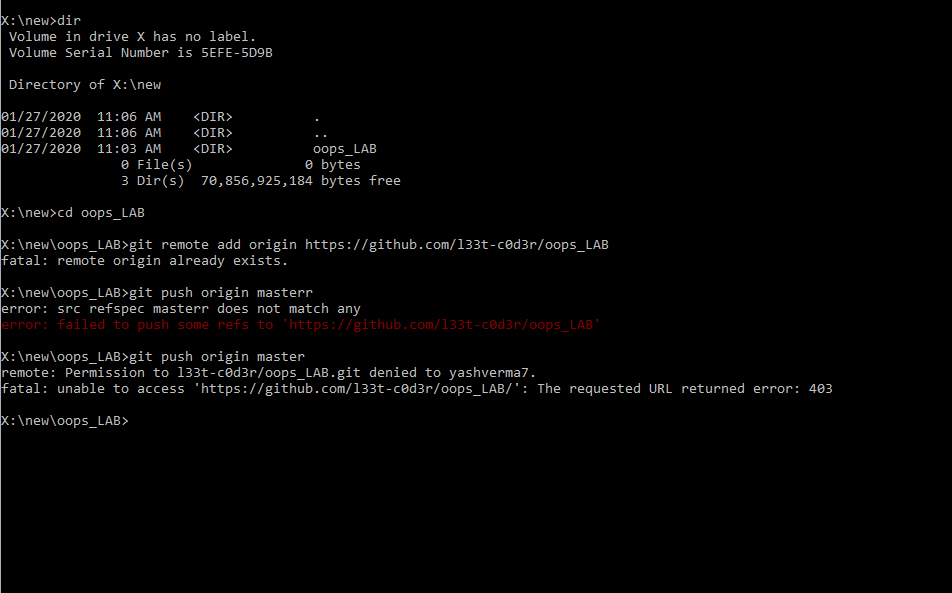 X:\new>dir
Volume in drive X has no label.
Volume Serial Number is 5EFE-5D9B
Directory of X:\new
01/27/2020  11:06 AM    <DIR>          .
01/27/2020  11:06 AM    <DIR>          ..
01/27/2020  11:03 AM    <DIR>          oops_LAB
0 File(s)              0 bytes
3 Dir(s)  70,856,925,184 bytes free
X:\new>cd oops_LAB
X:\new\oops_LAB>git remote add origin https://github.com/l33t-c0d3r/oops_LAB
fatal: remote origin already exists.
X:\new\oops_LAB>git push origin masterr
error: src refspec masterr does not match any
error: failed to push some refs to 'https://github.com/l33t-c0d3r/oops_LAB'
X:\new\oops_LAB>git push origin master
remote: Permission to l33t-c0d3r/oops_LAB.git denied to yashverma7.
fatal: unable to access 'https://github.com/l33t-c0d3r/oops_LAB/': The requested URL returned error: 403
X:\new\oops_LAB>